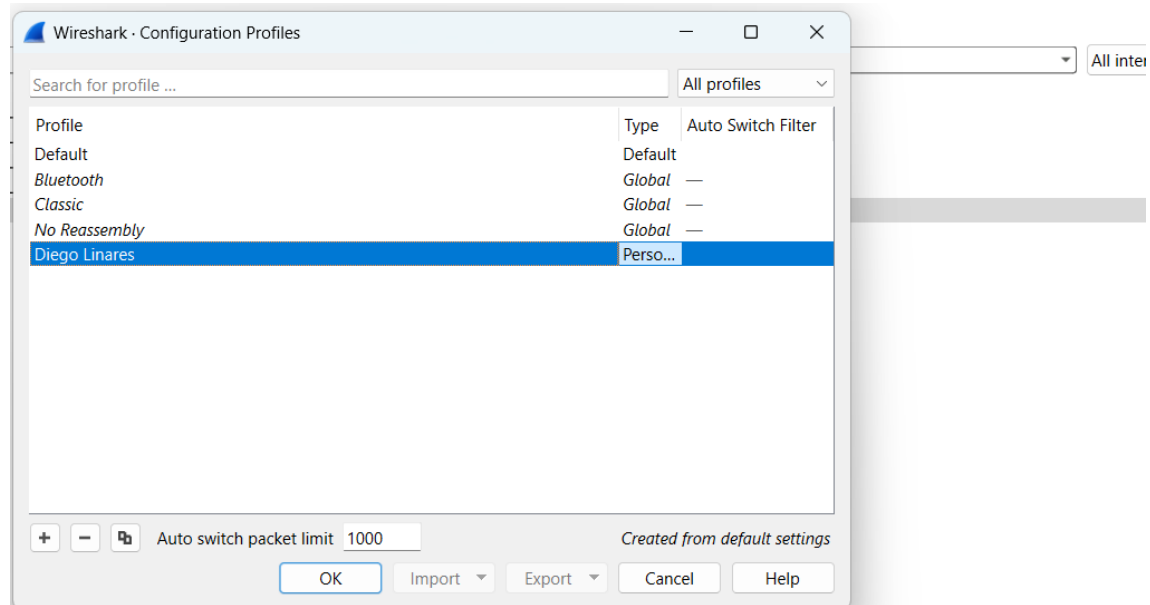 Wireshark · Configuration Profiles
All inter
Search for profile ... All profiles
Profile Type Auto Switch Filter
Default Default
Bluetooth Global —
Classic Global —
No Reassembly Global —
Diego Linares Perso...
Auto switch packet limit 1000 Created from default settings
OK Import Export Cancel Help